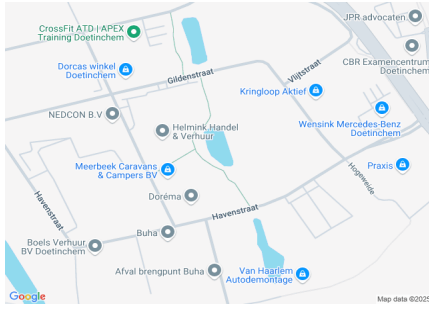 JPR advocaten
CrossFit ATD | APEX
Training Doetinchem
CBR Examencentrum
Doetinchem
Dorcas winkel
Doetinchem
Gildenstraat
Vlijtstraat
Kringloop Aktief
NEDCON B.V
Wensink Mercedes-Benz
Doetinchem
Helmink Handel
& Verhuur
Meerbeek Caravans
& Campers BV
Praxis
Hogeweide
Havenstraat
Doréma
Havenstraat
Buha
Boels Verhuur
BV Doetinchem
Afval brengpunt Buha
Van Haarlem
Autodemontage
Google
Map data ©2025